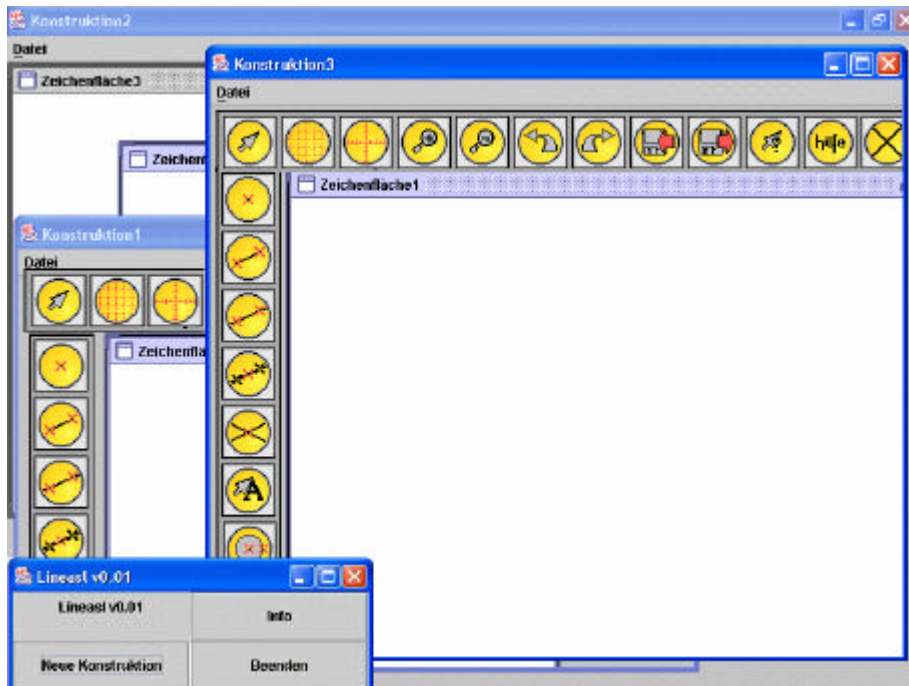 Konstruktion2
Datei
Zeichenfläche3
Konstruktion3
Datei
hilfe
Zeichenfläche1
Konstruktion1
Datei
A
Lineasl v0.01
Lineasl v0.01
Info
Neue Konstruktion
Beenden